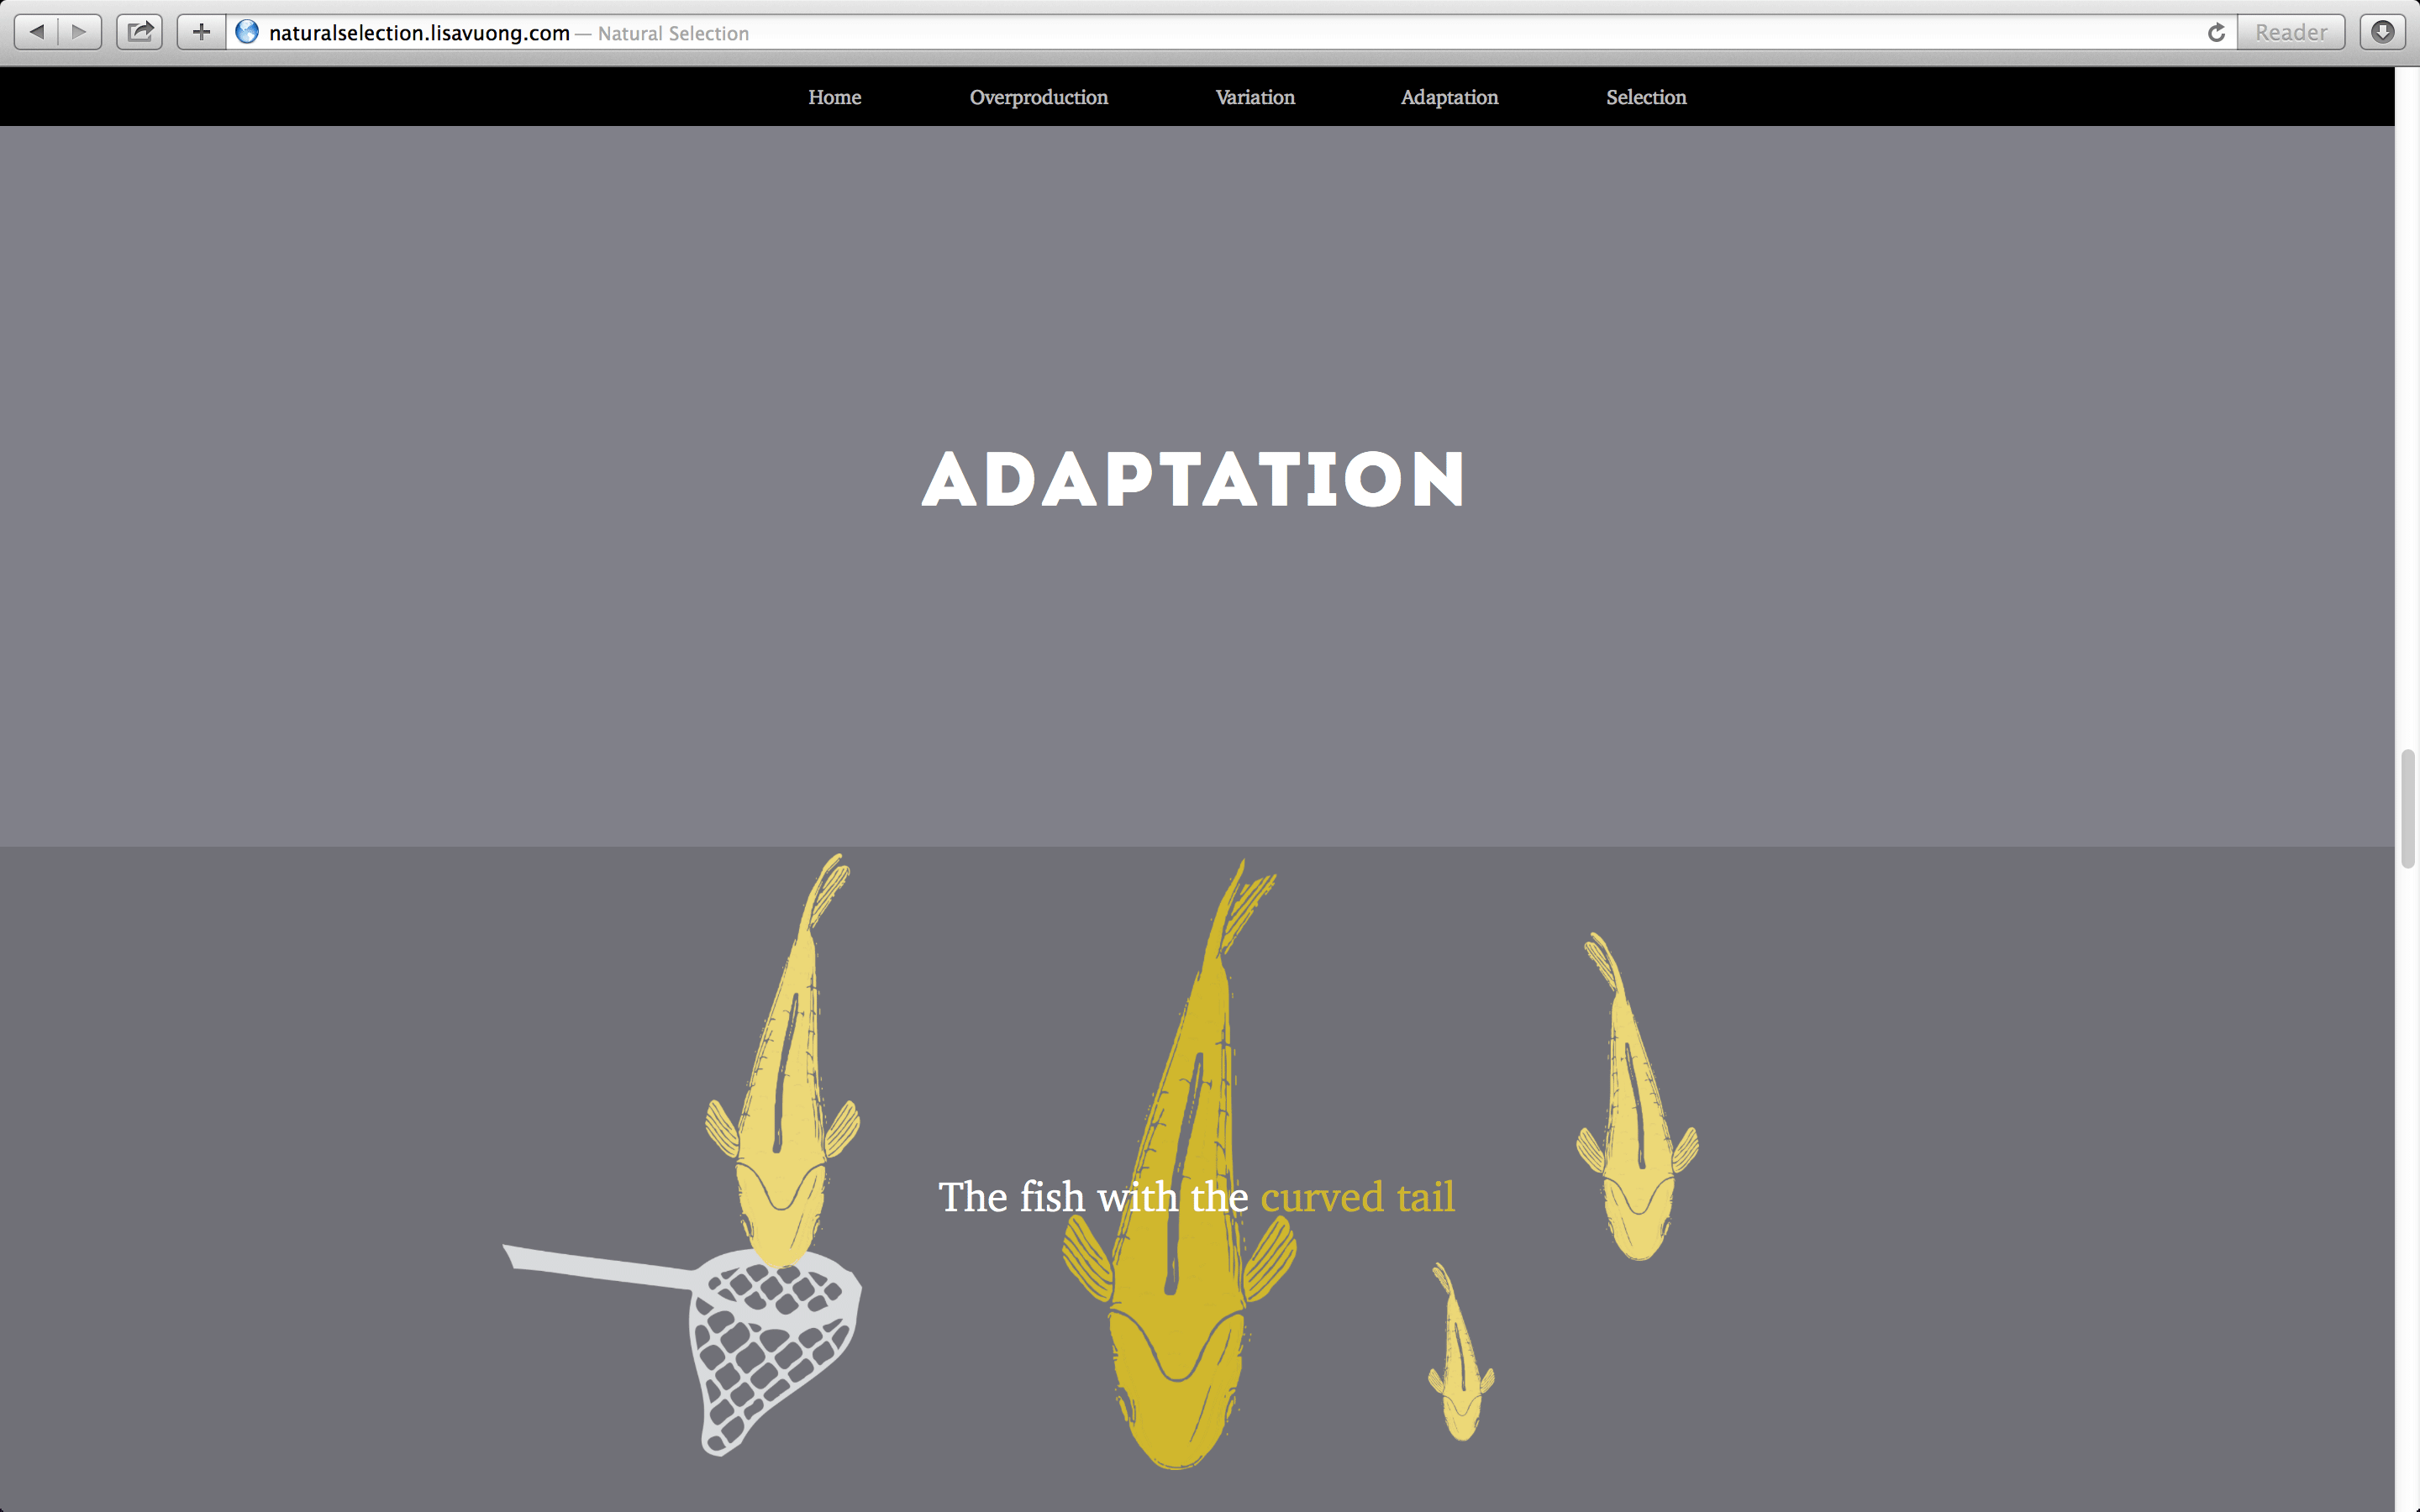 naturalselection.lisavuong.com — Natural Selection
Reader
Home Overproduction Variation Adaptation Selection
ADAPTATION
The fish with the curved tail